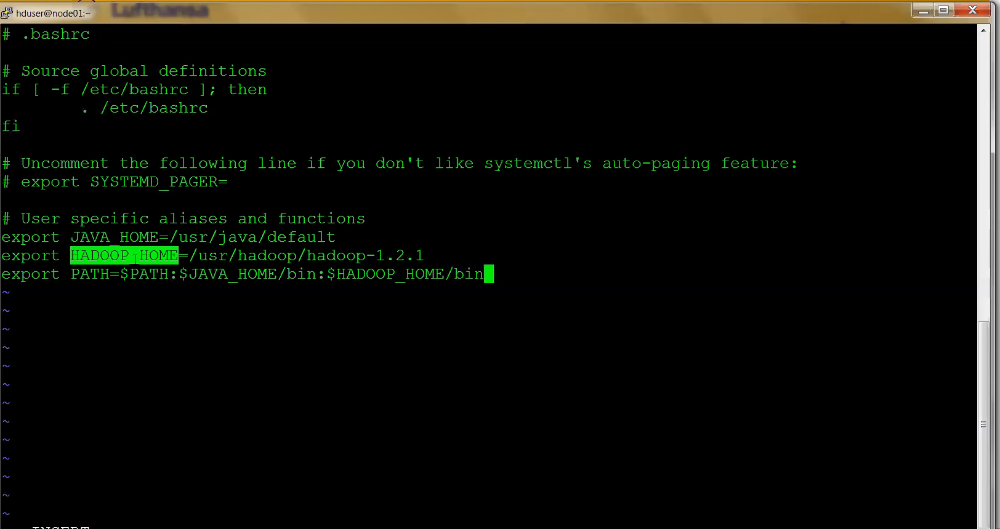 hduser@node01:~
Lufthansa
# .bashrc
# Source global definitions
if [ -f /etc/bashrc ]; then
        . /etc/bashrc
fi
# Uncomment the following line if you don't like systemctl's auto-paging feature:
# export SYSTEMD_PAGER=
# User specific aliases and functions
export JAVA_HOME=/usr/java/default
export HADOOP_HOME=/usr/hadoop/hadoop-1.2.1
export PATH=$PATH:$JAVA_HOME/bin:$HADOOP_HOME/bin
~
~
~
~
~
~
~
~
~
~
~
~
~
INSERT